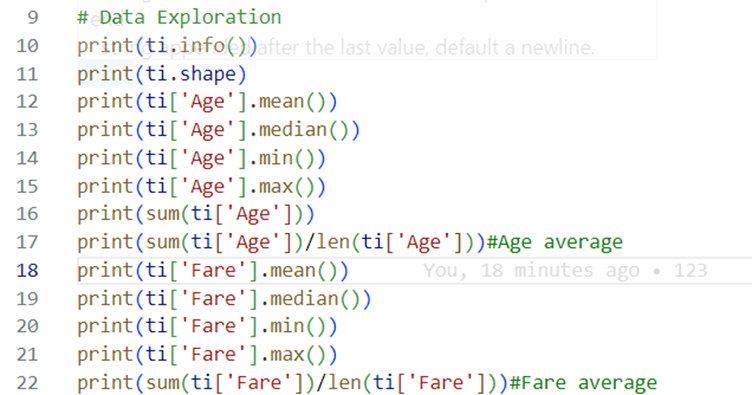 9 # Data Exploration
10 print(ti.info())
after the last value, default a newline.
11 print(ti.shape)
12 print(ti['Age'].mean())
13 print(ti['Age'].median())
14 print(ti['Age'].min())
15 print(ti['Age'].max())
16 print(sum(ti['Age']))
17 print(sum(ti['Age'])/len(ti['Age']))#Age average
18 print(ti['Fare'].mean()) You, 18 minutes ago • 123
19 print(ti['Fare'].median())
20 print(ti['Fare'].min())
21 print(ti['Fare'].max())
22 print(sum(ti['Fare'])/len(ti['Fare']))#Fare average